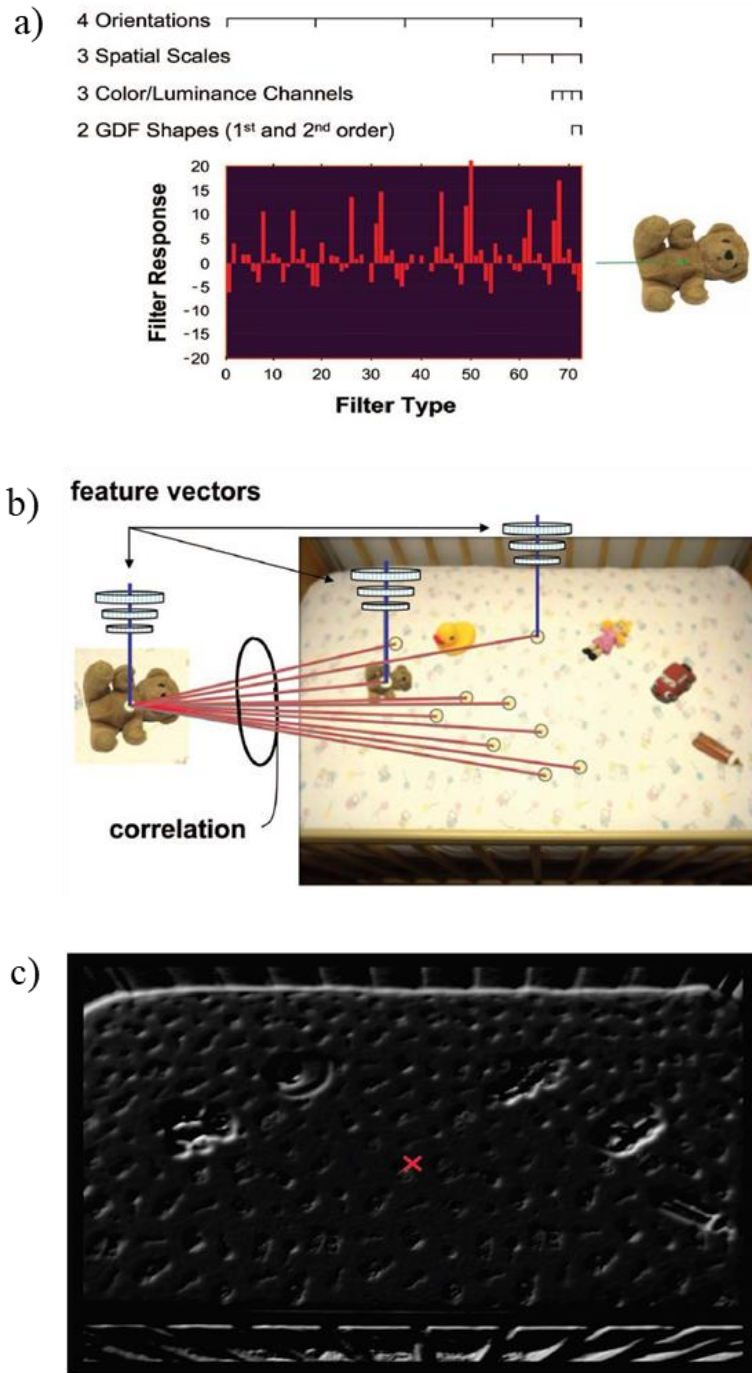 a)
4 Orientations
3 Spatial Scales
3 Color/Luminance Channels
2 GDF Shapes (1st and 2nd order)
20
15
10
5
0
-5
-10
-15
-20
Filter Response
0 10 20 30 40 50 60 70
Filter Type
b)
feature vectors
correlation
c)